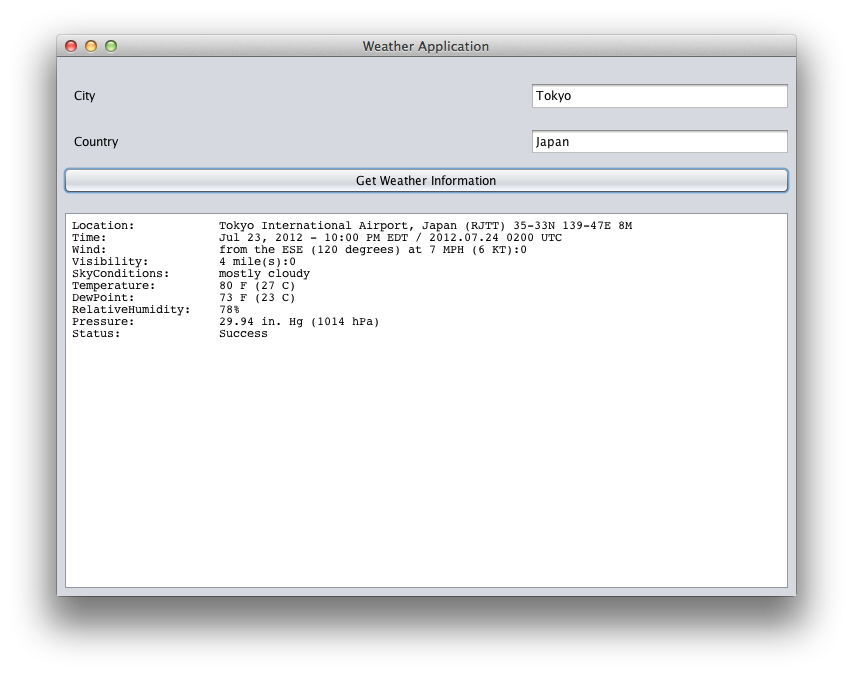 Weather Application
City Tokyo
Country Japan
Get Weather Information
Location: Tokyo International Airport, Japan (RJTT) 35-33N 139-47E 8M
Time: Jul 23, 2012 - 10:00 PM EDT / 2012.07.24 0200 UTC
Wind: from the ESE (120 degrees) at 7 MPH (6 KT):0
Visibility: 4 mile(s):0
SkyConditions: mostly cloudy
Temperature: 80 F (27 C)
DewPoint: 73 F (23 C)
RelativeHumidity: 78%
Pressure: 29.94 in. Hg (1014 hPa)
Status: Success